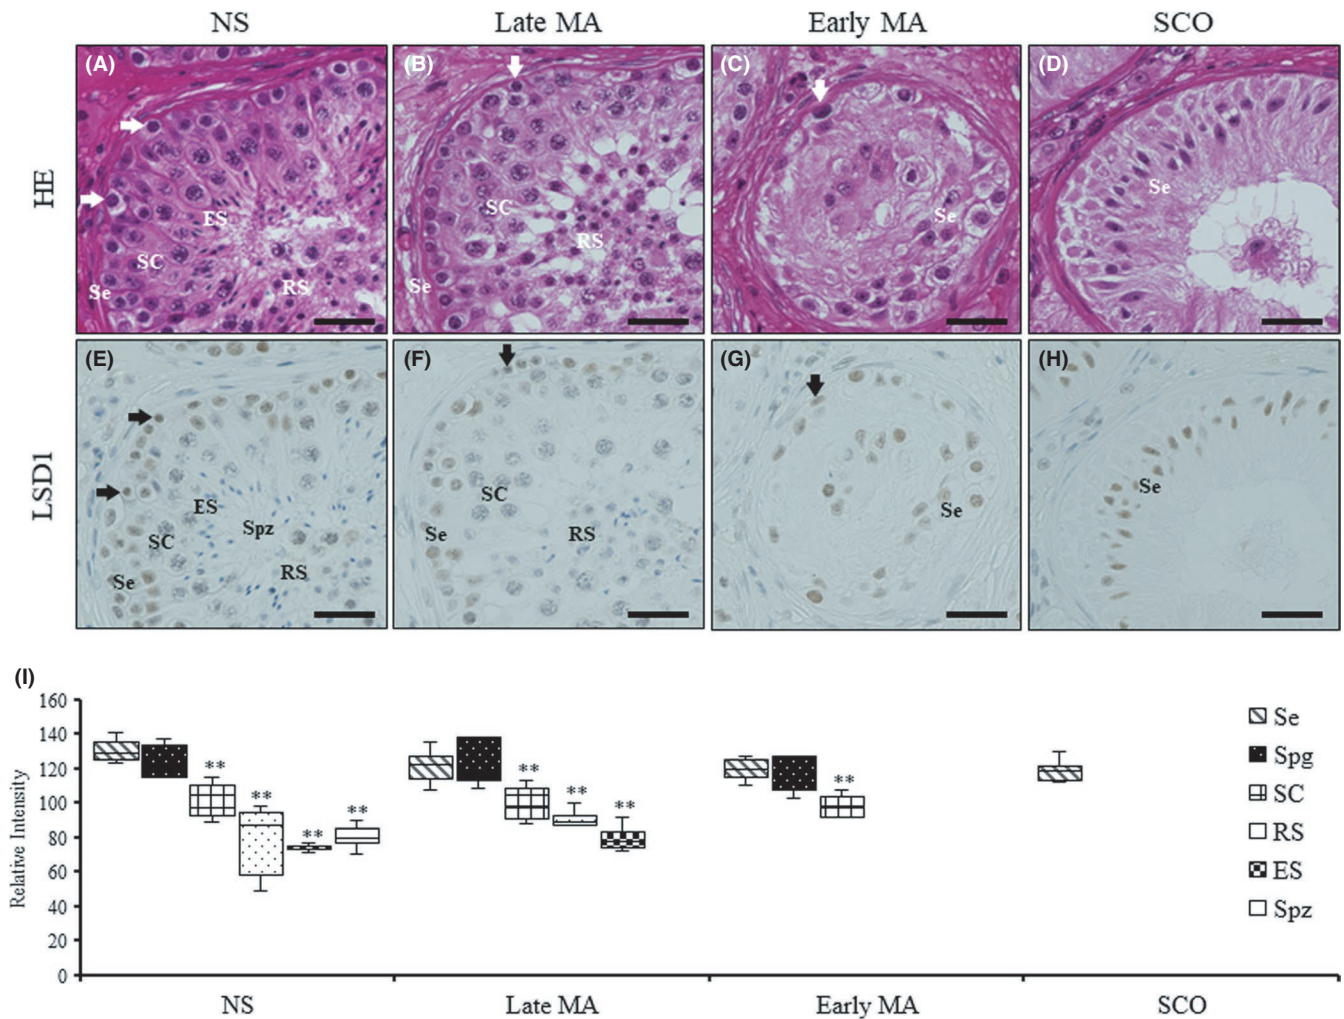 NS Late MA Early MA SCO
HE
(A) (B) (C) (D)
ES
SC
RS
Se
SC
RS
Se
Se
Se
LSD1
(E) (F) (G) (H)
ES
Spz
SC
RS
Se
SC
Se
RS
Se
Se
(I)
Relative Intensity
160
140
120
100
80
60
40
20
0
** ** ** **
** ** **
**
NS Late MA Early MA SCO
Se
Spg
SC
RS
ES
Spz